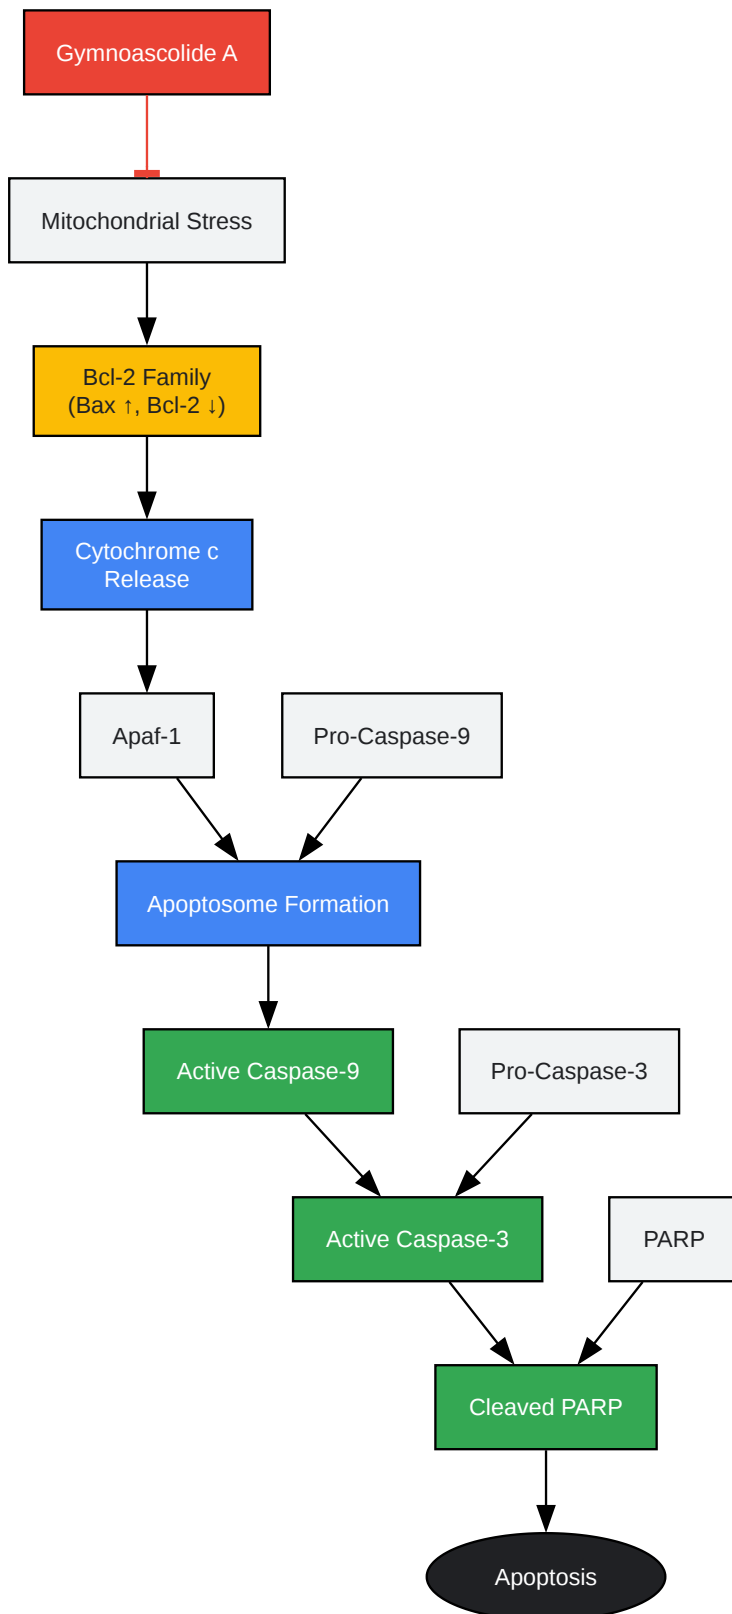 Gymnoascolide A
Mitochondrial Stress
Bcl-2 Family
(Bax ↑, Bcl-2 ↓)
Cytochrome c
Release
Apaf-1
Pro-Caspase-9
Apoptosome Formation
Active Caspase-9
Pro-Caspase-3
Active Caspase-3
PARP
Cleaved PARP
Apoptosis